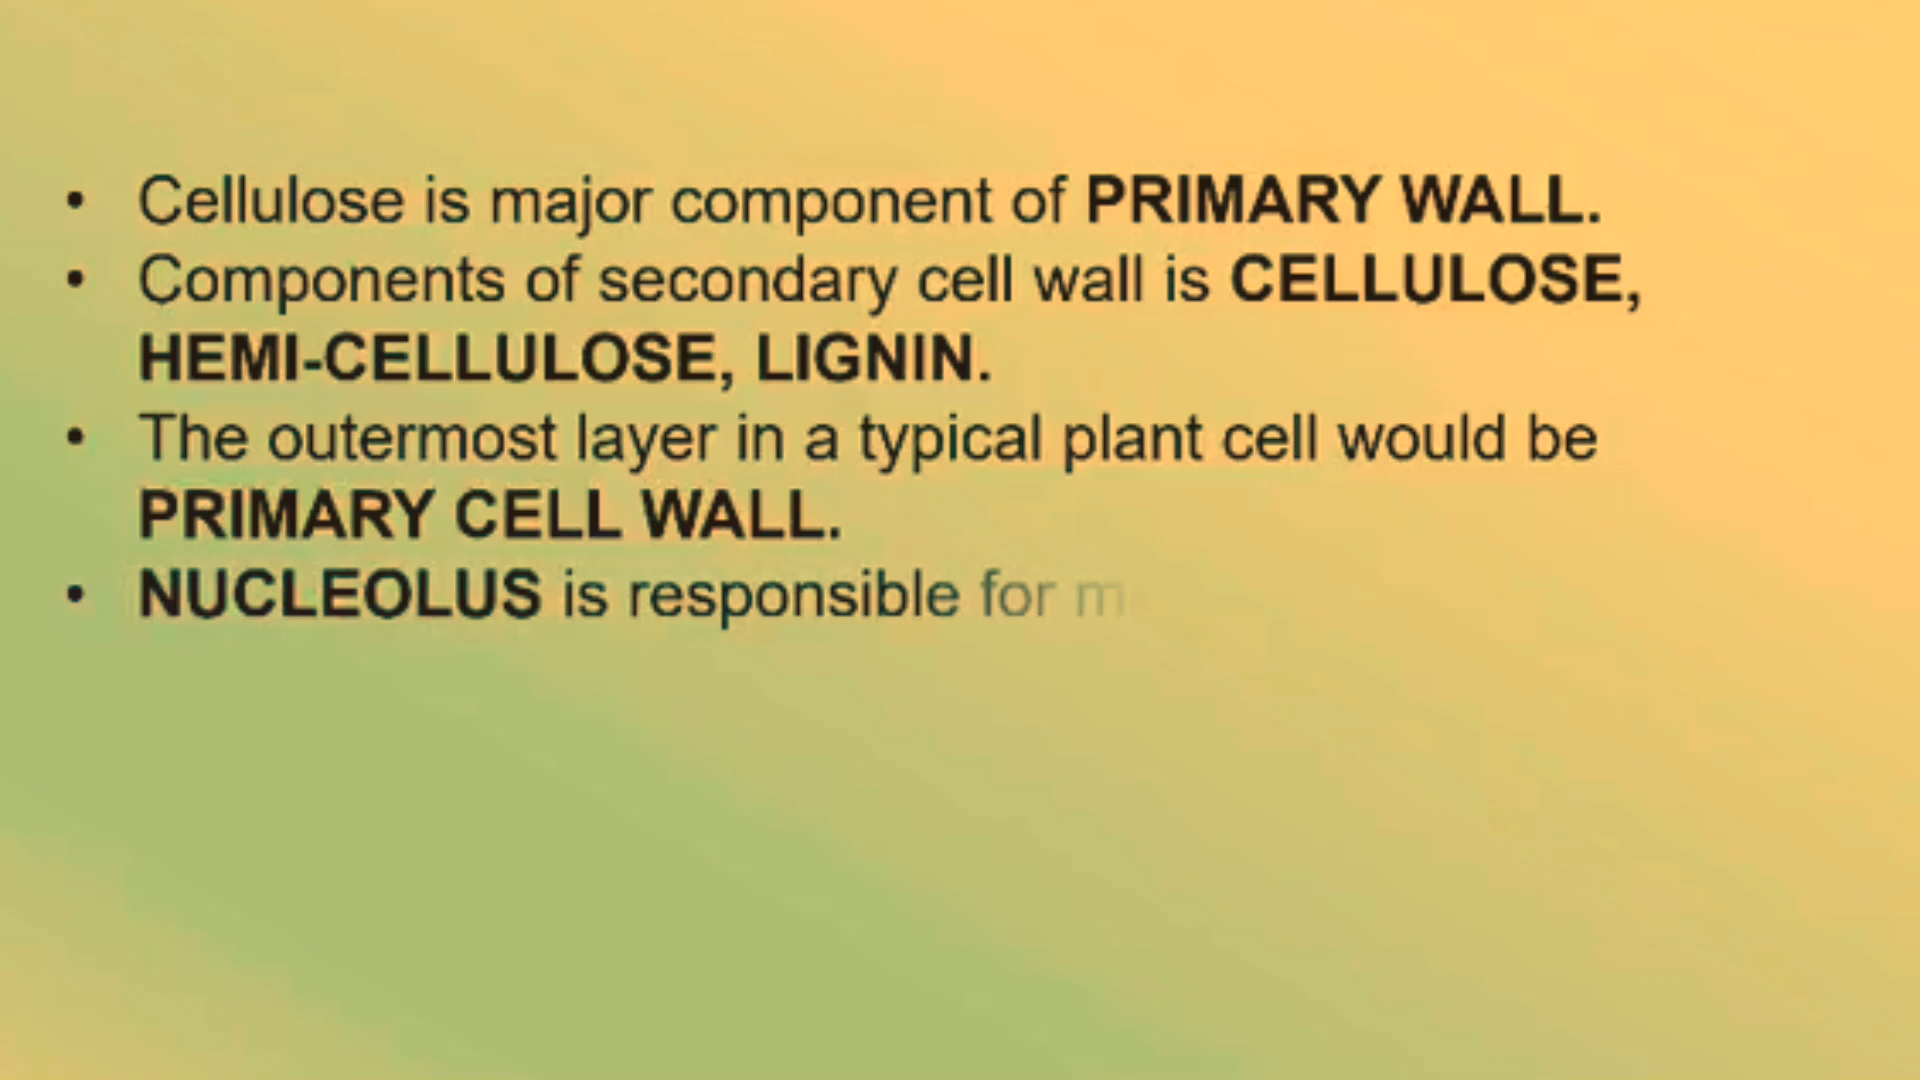 • Cellulose is major component of PRIMARY WALL.
• Components of secondary cell wall is CELLULOSE,
HEMI-CELLULOSE, LIGNIN.
• The outermost layer in a typical plant cell would be
PRIMARY CELL WALL.
• NUCLEOLUS is responsible for